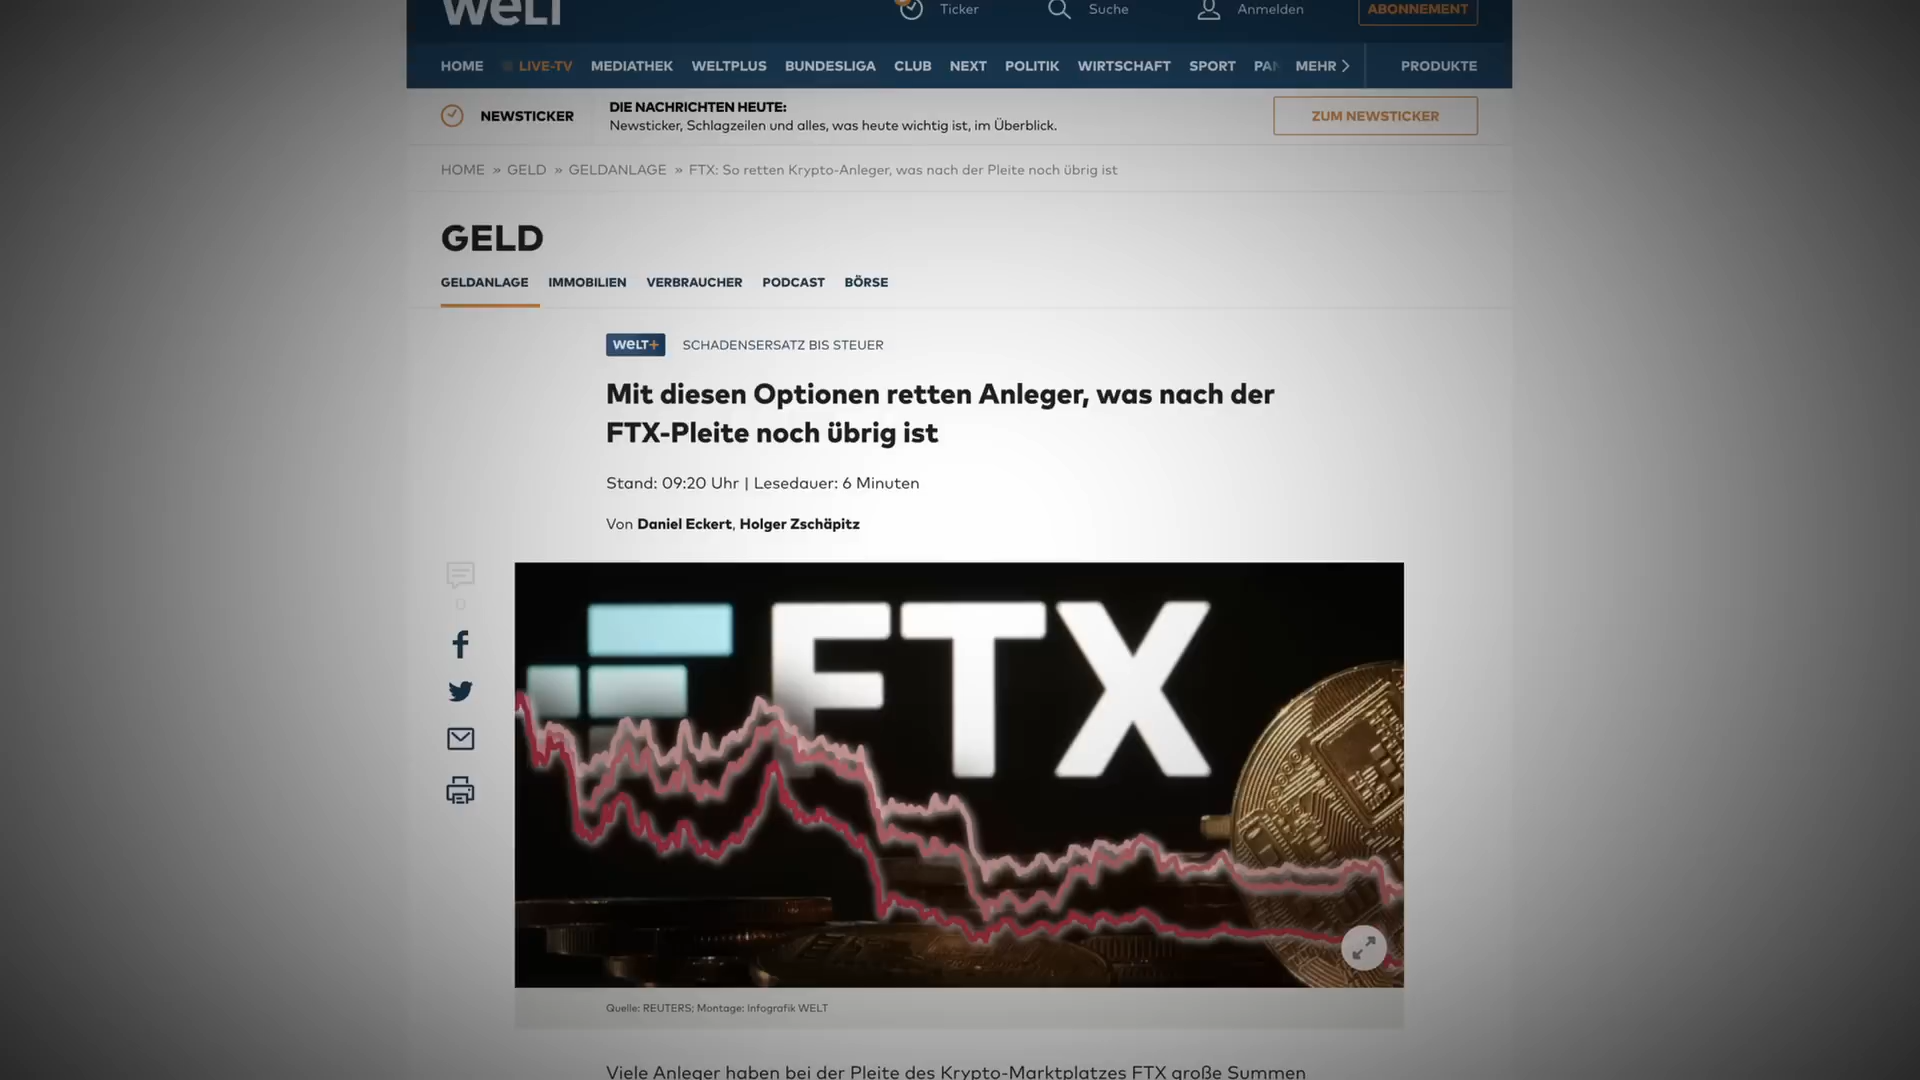 WELT
Ticker
Suche
Anmelden
ABONNEMENT
HOME
LIVE-TV
MEDIATHEK
WELTPLUS
BUNDESLIGA
CLUB
NEXT
POLITIK
WIRTSCHAFT
SPORT
PAN
MEHR
PRODUKTE
NEWSTICKER
DIE NACHRICHTEN HEUTE:
Newsticker, Schlagzeilen und alles, was heute wichtig ist, im Überblick.
ZUM NEWSTICKER
HOME » GELD » GELDANLAGE » FTX: So retten Krypto-Anleger, was nach der Pleite noch übrig ist
GELD
GELDANLAGE
IMMOBILIEN
VERBRAUCHER
PODCAST
BÖRSE
WELT+
SCHADENSERSATZ BIS STEUER
Mit diesen Optionen retten Anleger, was nach der
FTX-Pleite noch übrig ist
Stand: 09:20 Uhr | Lesedauer: 6 Minuten
Von Daniel Eckert, Holger Zschäpitz
0
FTX
Quelle: REUTERS; Montage: Infografik WELT
Viele Anleger haben bei der Pleite des Krypto-Marktplatzes FTX große Summen